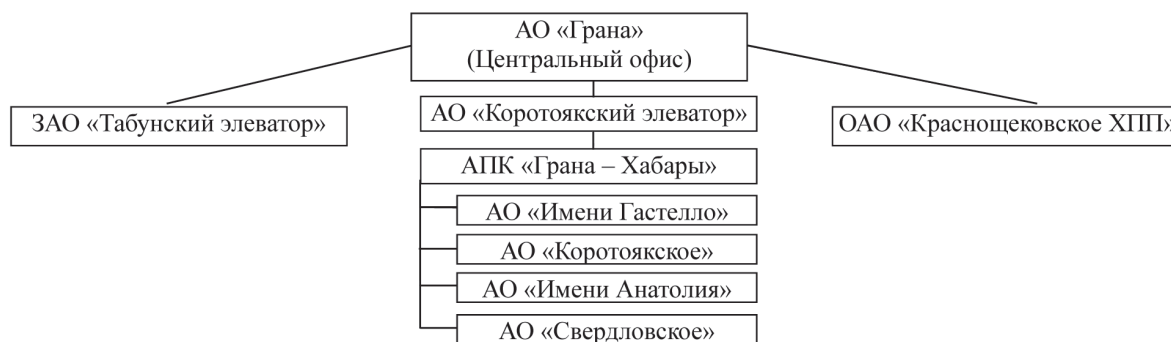 АО «Грана»
(Центральный офис)
ЗАО «Табунский элеватор»
АО «Коротоякский элеватор»
ОАО «Краснощековское ХПП»
АПК «Грана – Хабары»
АО «Имени Гастелло»
АО «Коротоякское»
АО «Имени Анатолия»
АО «Свердловское»